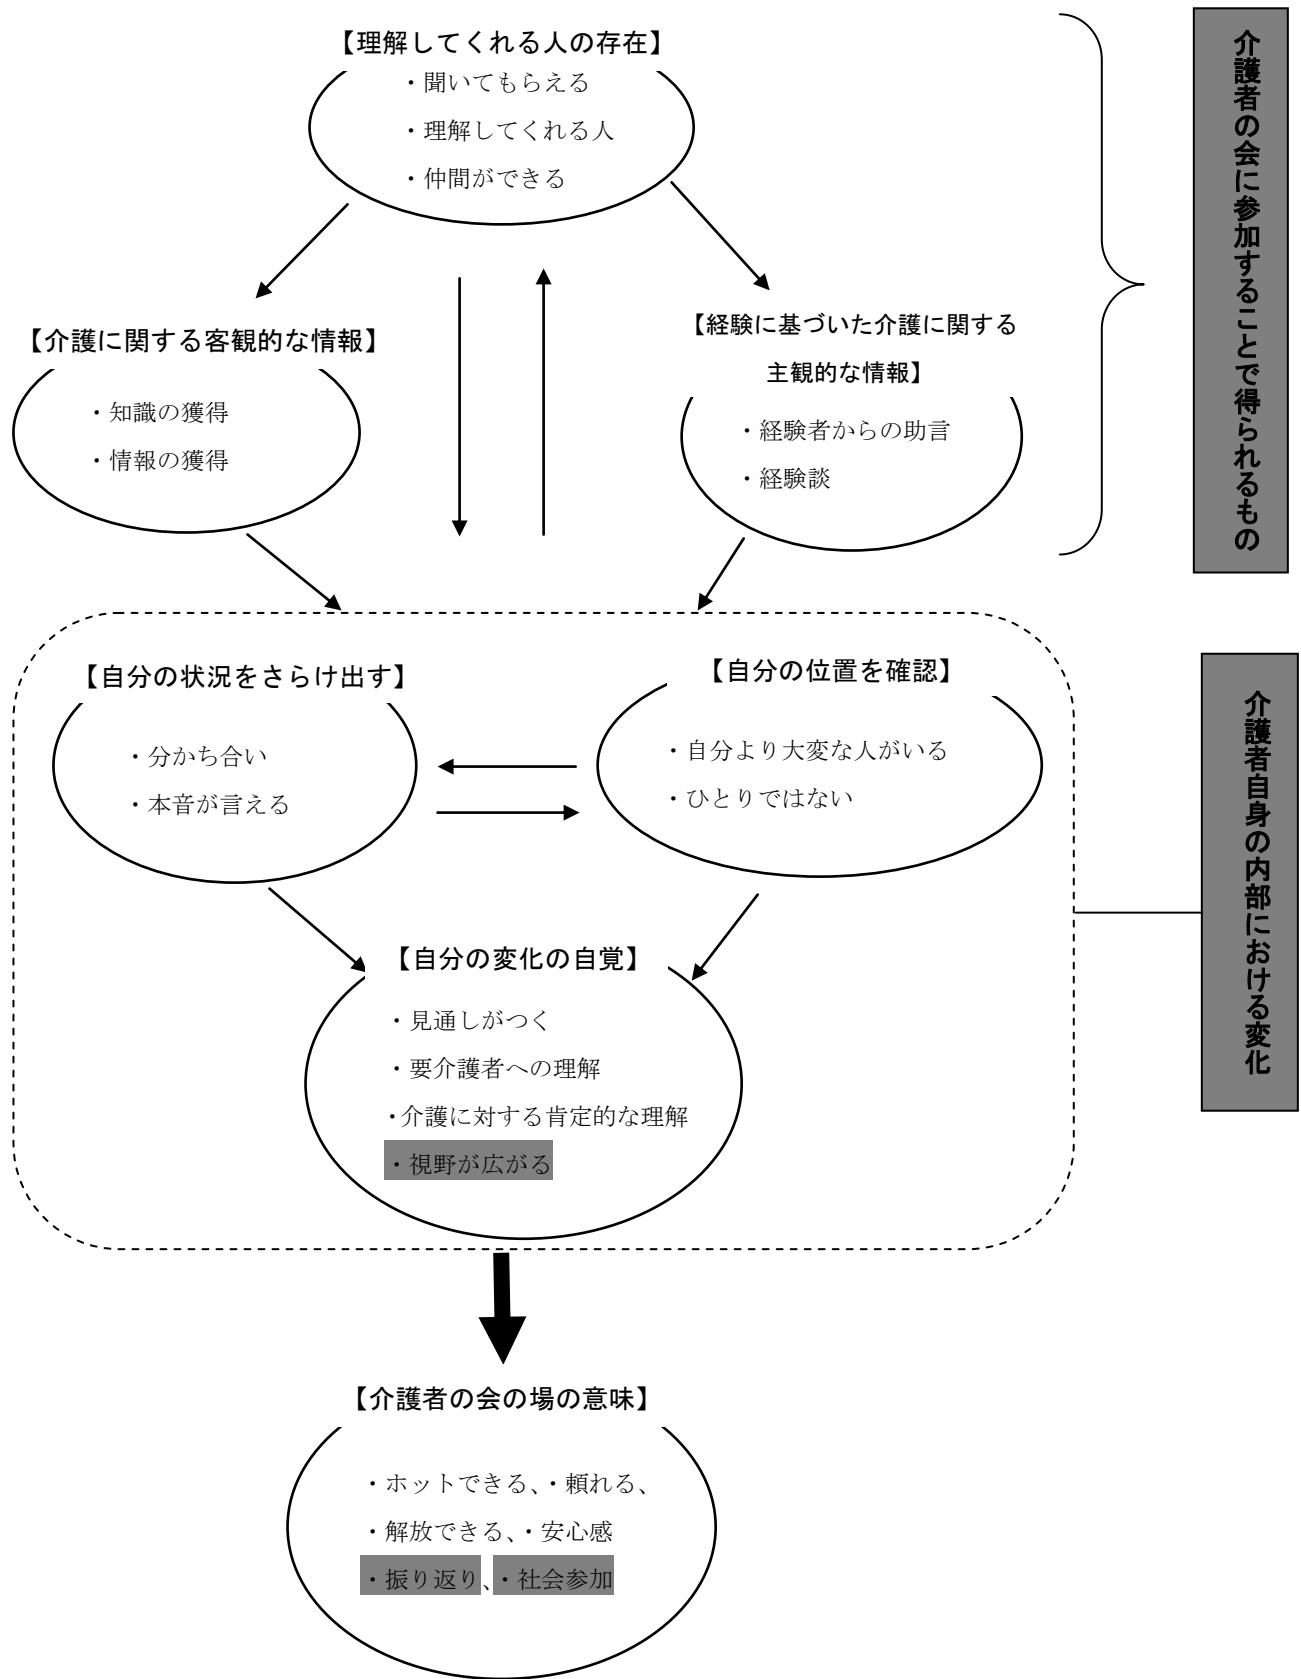 【理解してくれる人の存在】
・聞いてもらえる
・理解してくれる人
・仲間ができる
介護者の会に参加することで得られるもの
【介護に関する客観的な情報】
・知識の獲得
・情報の獲得
【経験に基づいた介護に関する
主観的な情報】
・経験者からの助言
・経験談
【自分の状況をさらけ出す】
・分かち合い
・本音が言える
【自分の位置を確認】
・自分より大変な人がいる
・ひとりではない
介護者自身の内部における変化
【自分の変化の自覚】
・見通しがつく
・要介護者への理解
・介護に対する肯定的な理解
・視野が広がる
【介護者の会の場の意味】
・ホットできる、・頼れる、
・解放できる、・安心感
・振り返り、・社会参加